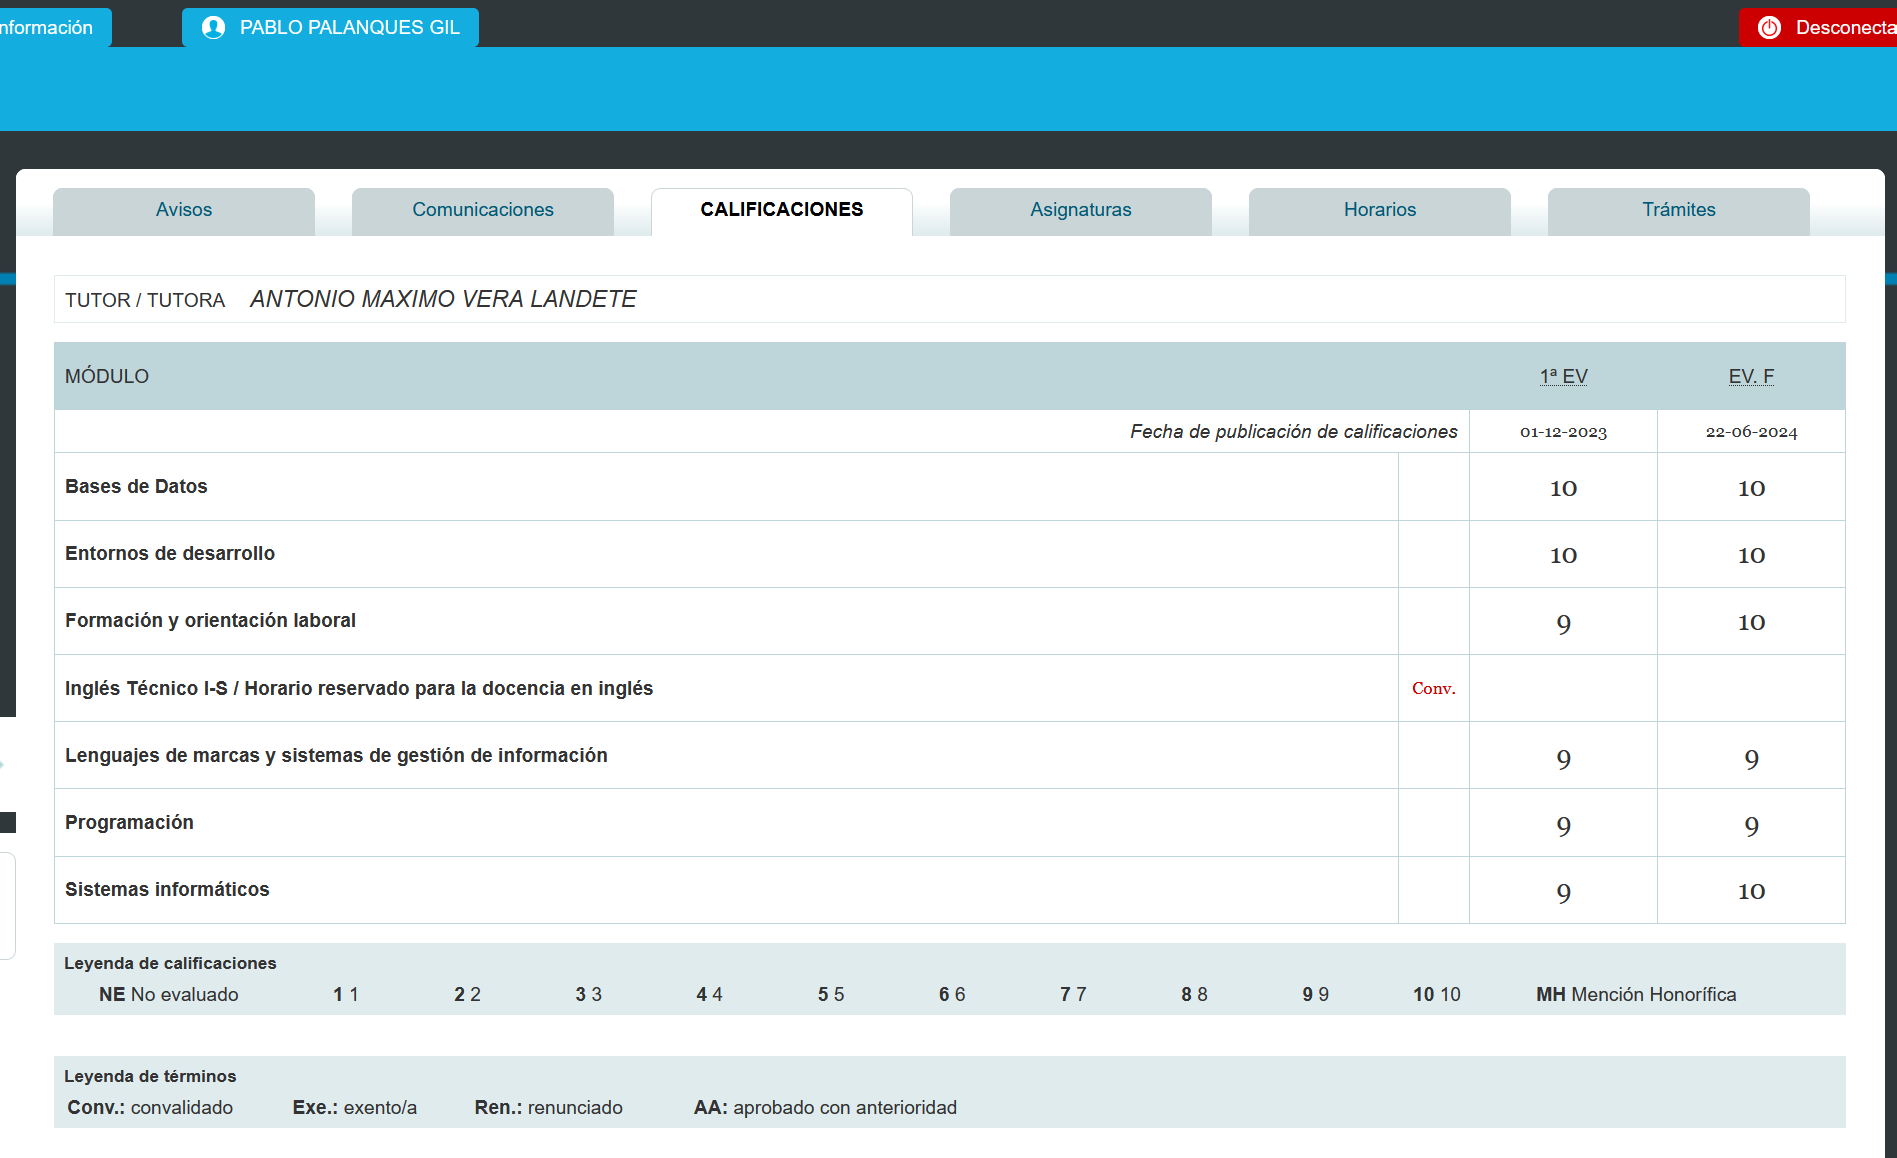 nformación
PABLO PALANQUES GIL
Desconecta
Avisos
Comunicaciones
CALIFICACIONES
Asignaturas
Horarios
Trámites
TUTOR / TUTORA ANTONIO MAXIMO VERA LANDETE
MÓDULO 1ª EV EV. F
Fecha de publicación de calificaciones 01-12-2023 22-06-2024
Bases de Datos 10 10
Entornos de desarrollo 10 10
Formación y orientación laboral 9 10
Inglés Técnico I-S / Horario reservado para la docencia en inglés Conv.
Lenguajes de marcas y sistemas de gestión de información 9 9
Programación 9 9
Sistemas informáticos 9 10
Leyenda de calificaciones
NE No evaluado 1 1 2 2 3 3 4 4 5 5 6 6 7 7 8 8 9 9 10 10 MH Mención Honorífica
Leyenda de términos
Conv.: convalidado Exe.: exento/a Ren.: renunciado AA: aprobado con anterioridad